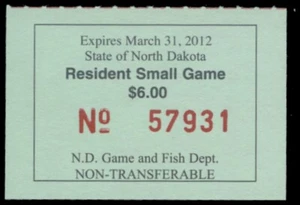 Expires March 31, 2012
State of North Dakota
Resident Small Game
$6.00
Nº 57931
N.D. Game and Fish Dept.
NON-TRANSFERABLE